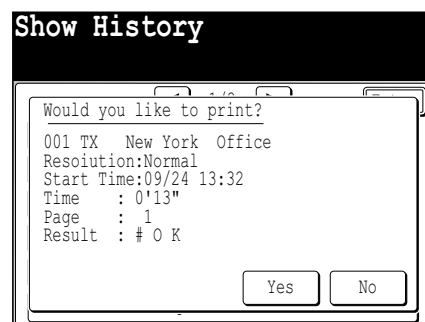 Show History
Would you like to print?
001 TX New York Office
Resoiution:Normal
Start Time:09/24 13:32
Time : 0'13"
Page : 1
Result : # O K
Yes No